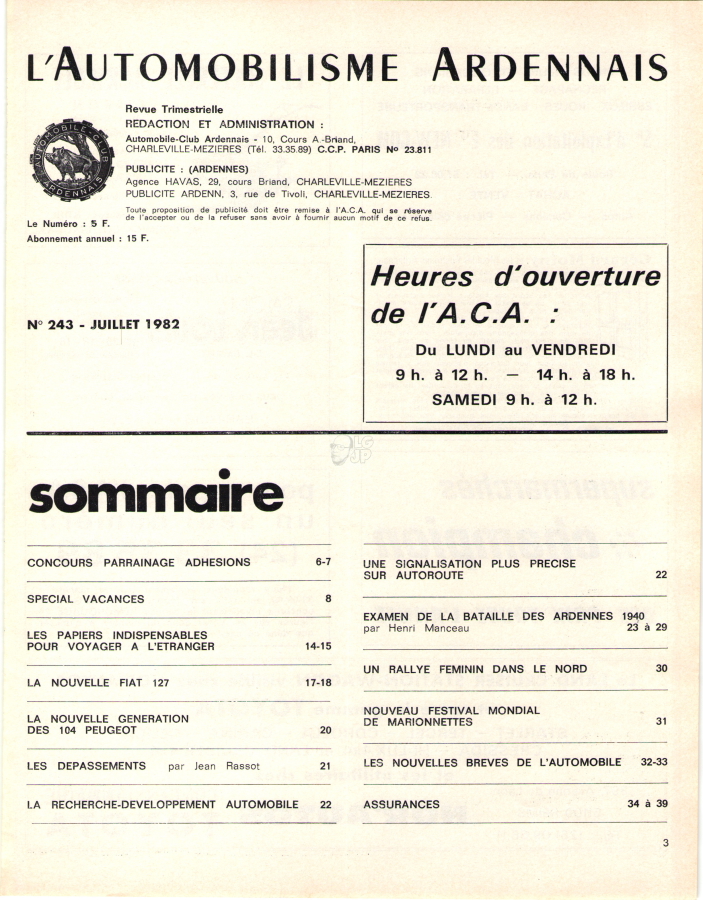 L'AUTOMOBILISME ARDENNAIS
AUTOMOBILE-CLUB
ARDENNAIS
Revue Trimestrielle
REDACTION ET ADMINISTRATION :
Automobile-Club Ardennais - 10, Cours A.-Briand,
CHARLEVILLE-MEZIERES (Tél. 33.35.89) C.C.P. PARIS No 23.811
PUBLICITE : (ARDENNES)
Agence HAVAS, 29, cours Briand, CHARLEVILLE-MEZIERES
PUBLICITE ARDENN, 3, rue de Tivoli, CHARLEVILLE-MEZIERES.
Toute proposition de publicité doit être remise à l'A.C.A. qui se réserve
de l'accepter ou de la refuser sans avoir à fournir aucun motif de ce refus.
Le Numéro : 5 F.
Abonnement annuel : 15 F.
N° 243 - JUILLET 1982
Heures d'ouverture
de l'A.C.A. :
Du LUNDI au VENDREDI
9 h. à 12 h. — 14 h. à 18 h.
SAMEDI 9 h. à 12 h.
LG
JP
sommaire
CONCOURS PARRAINAGE ADHESIONS 6-7
SPECIAL VACANCES 8
LES PAPIERS INDISPENSABLES
POUR VOYAGER A L'ETRANGER 14-15
LA NOUVELLE FIAT 127 17-18
LA NOUVELLE GENERATION
DES 104 PEUGEOT 20
LES DEPASSEMENTS par Jean Rassot 21
LA RECHERCHE-DEVELOPPEMENT AUTOMOBILE 22
UNE SIGNALISATION PLUS PRECISE
SUR AUTOROUTE 22
EXAMEN DE LA BATAILLE DES ARDENNES 1940
par Henri Manceau 23 à 29
UN RALLYE FEMININ DANS LE NORD 30
NOUVEAU FESTIVAL MONDIAL
DE MARIONNETTES 31
LES NOUVELLES BREVES DE L'AUTOMOBILE 32-33
ASSURANCES 34 à 39
3